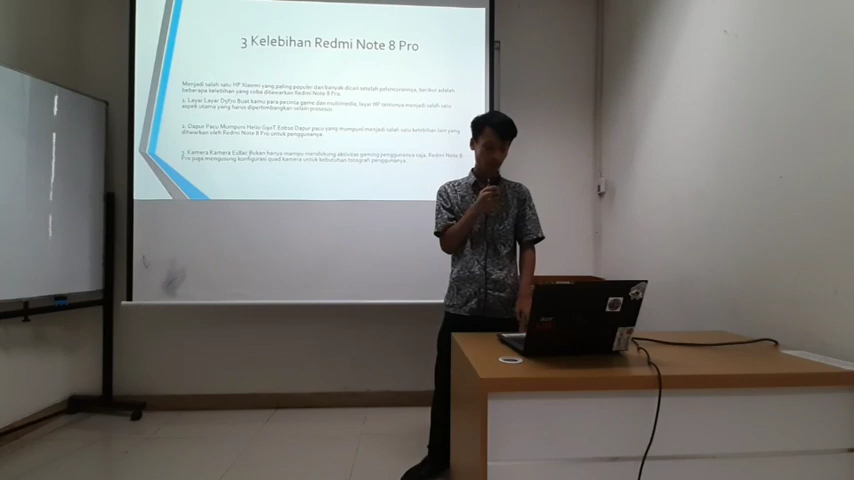 3 Kelebihan Redmi Note 8 Pro
Menjadi salah satu HP Xiaomi yang paling populer dan banyak dicari setelah peluncurannya, berikut adalah
beberapa kelebihan yang coba ditawarkan Redmi Note 8 Pro.
1. Layar Layar Buat kamu para pecinta game dan multimedia, layar HP tentunya menjadi salah satu
aspek utama yang harus dipertimbangkan selain prosesor.
2. Dapur Pacu Mumpuni Helio Dapur pacu yang mumpuni menjadi salah satu kelebihan lain yang
ditawarkan oleh Redmi Note 8 Pro untuk penggunanya.
3. Kamera Kamera Bukan hanya mampu mendukung aktivitas gaming penggunanya saja, Redmi Note
8 Pro juga mengusung konfigurasi quad kamera untuk kebutuhan fotografi penggunanya.
acer